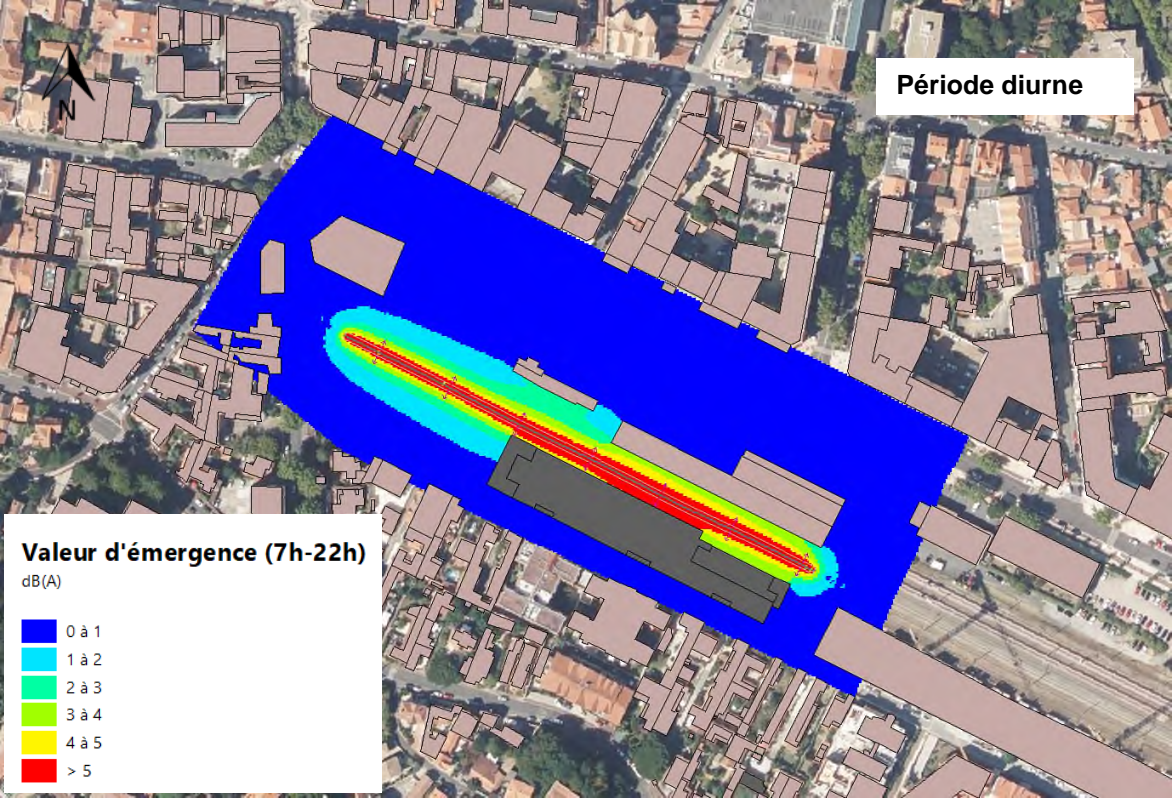 Période diurne
N
Valeur d'émergence (7h-22h)
dB(A)
0 à 1
1 à 2
2 à 3
3 à 4
4 à 5
> 5